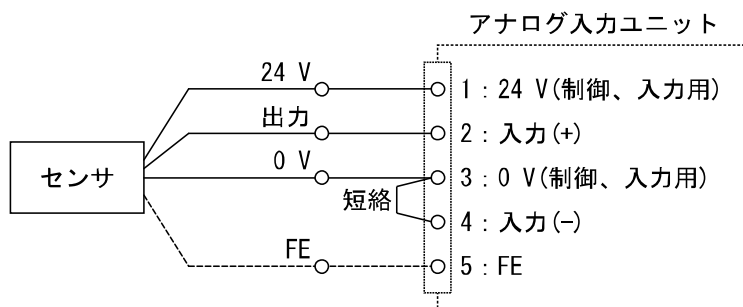 アナログ入力ユニット
24 V
1：24 V(制御、入力用)
出力
2：入力(+)
0 V
センサ
3：0 V(制御、入力用)
短絡
4：入力(−)
FE
5：FE